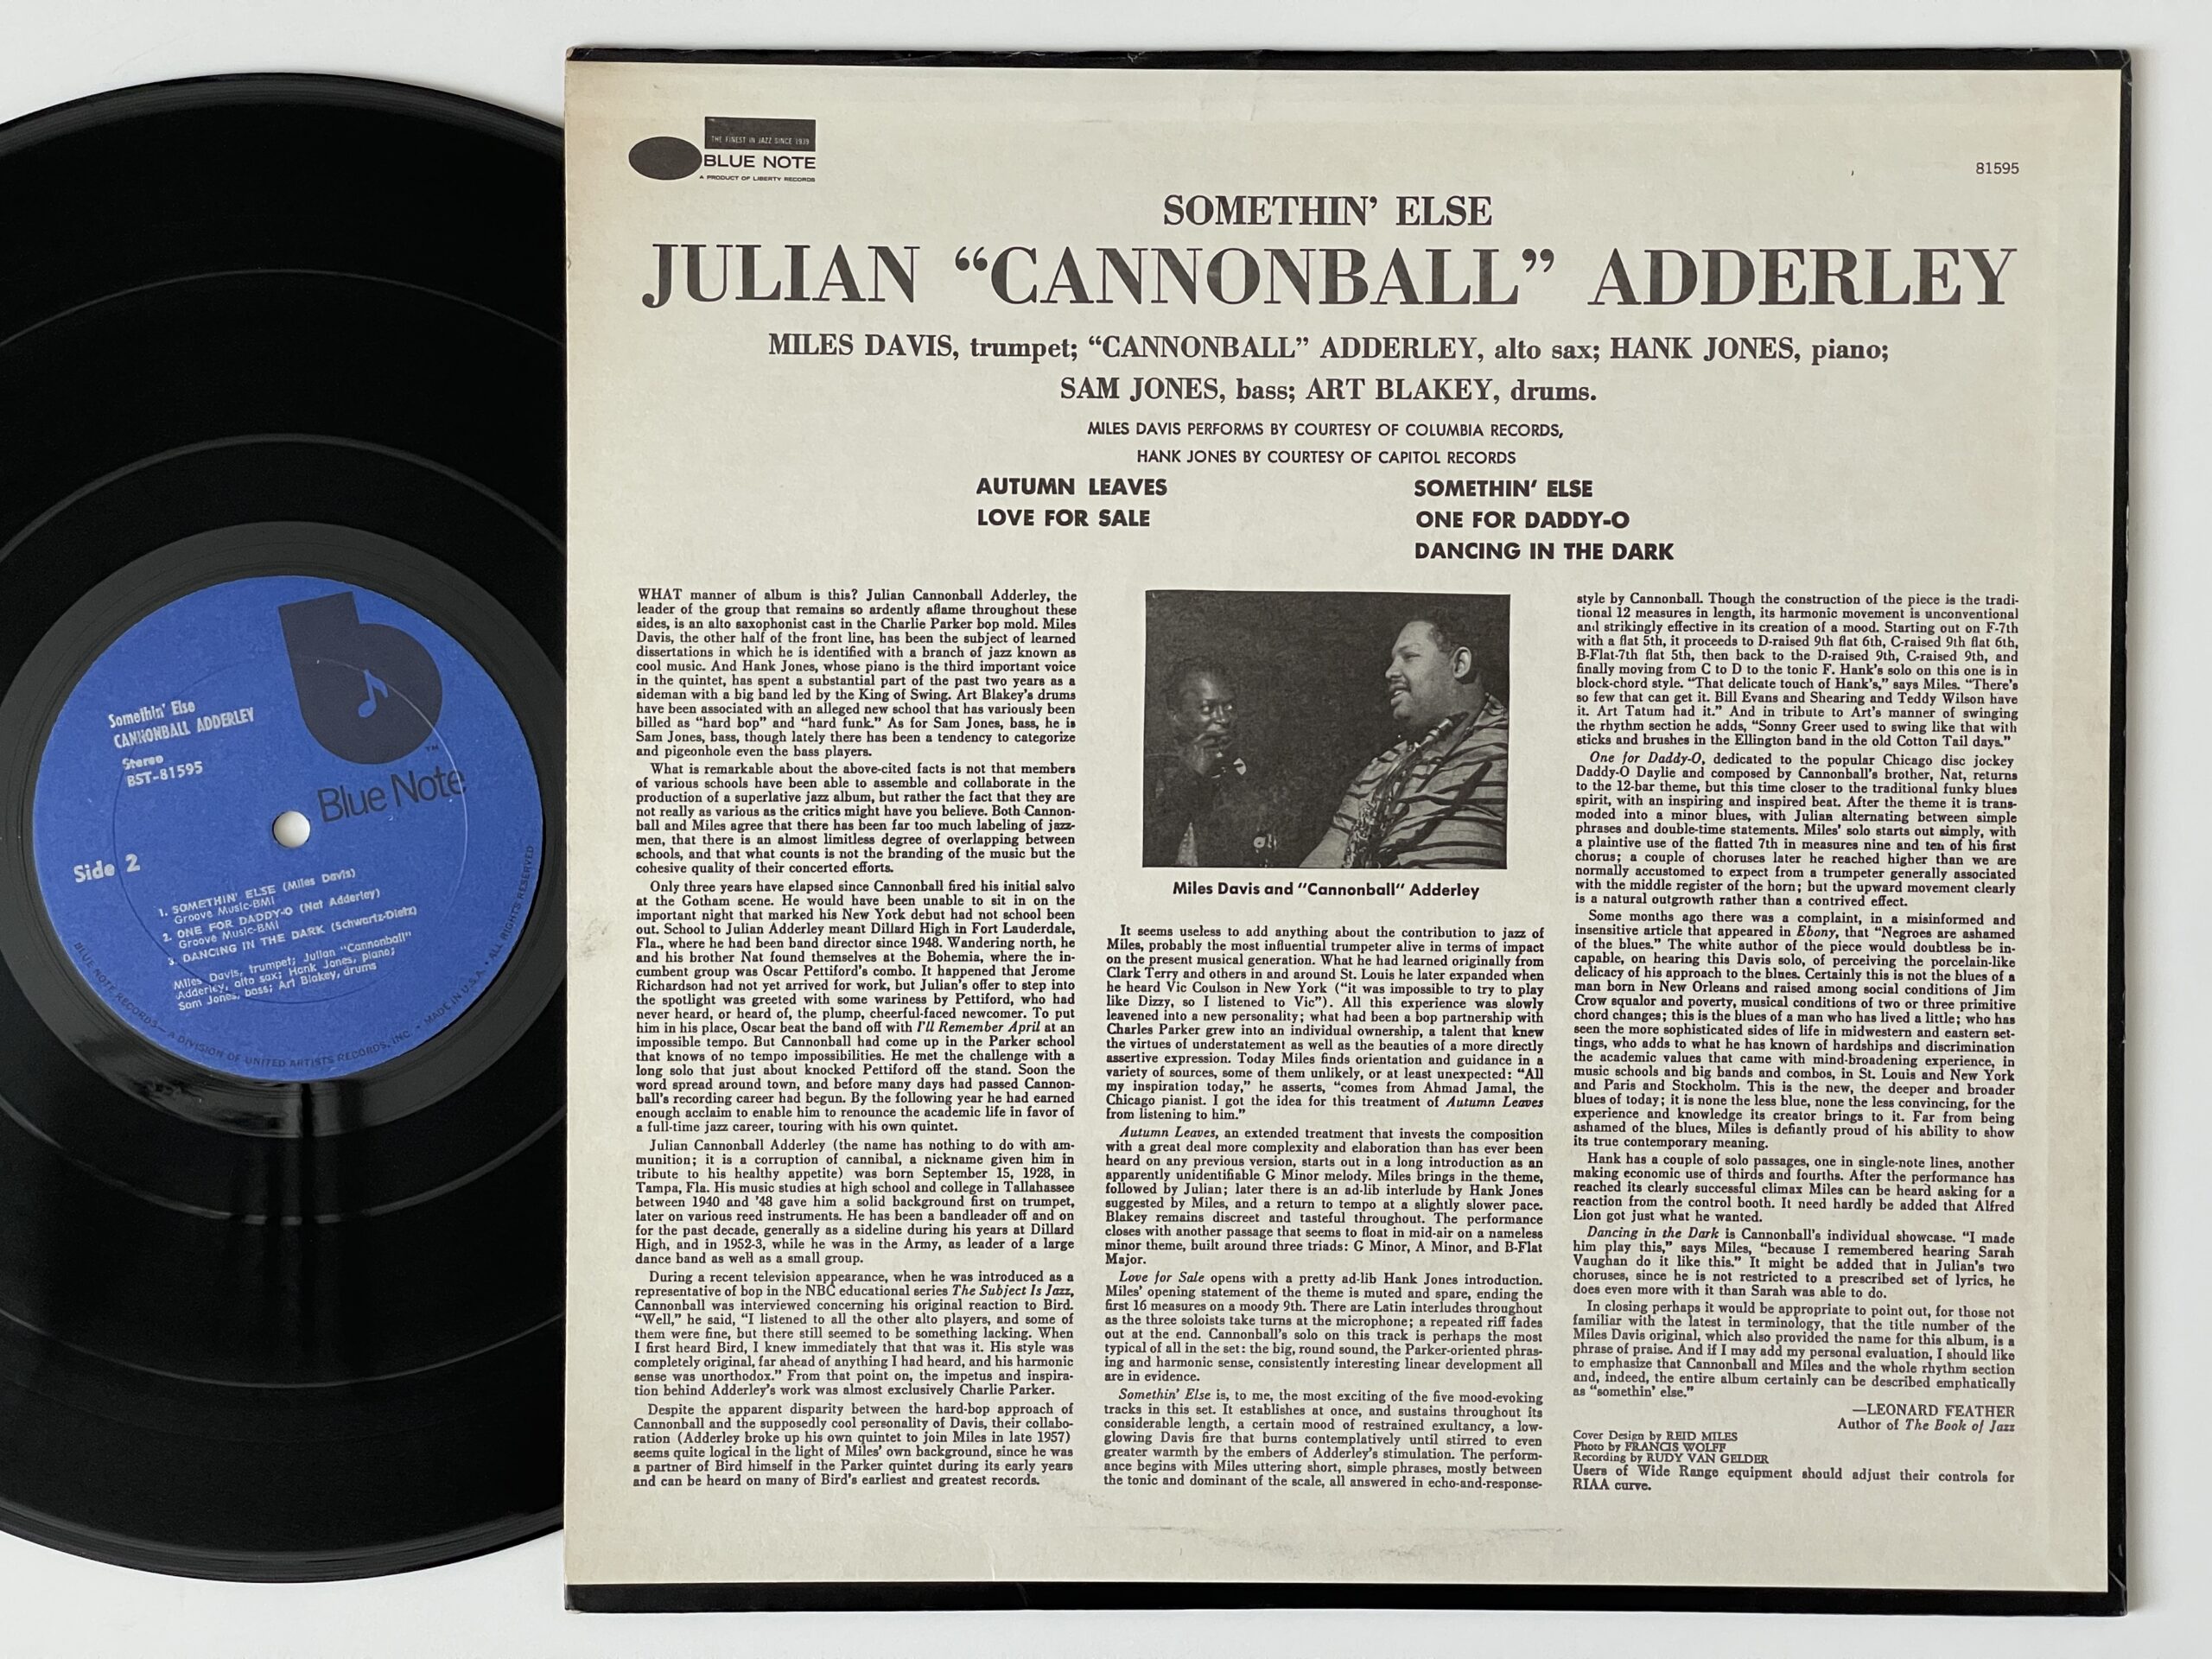 Somethin' Else
CANNONBALL ADDERLEY
Stereo
BST-81595
TM
Blue Note
Side 2
1. SOMETHIN' ELSE (Miles Davis)
Groove Music-BMI
2. ONE FOR DADDY-O (Nat Adderley)
Groove Music-BMI
3. DANCING IN THE DARK (Schwartz-Dietz)
Miles Davis, trumpet; Julian "Cannonball"
Adderley, alto sax; Hank Jones, piano;
Sam Jones, bass; Art Blakey, drums
BLUE NOTE RECORDS—A DIVISION OF UNITED ARTISTS RECORDS, INC. • MADE IN U.S.A. • ALL RIGHTS RESERVED
THE FINEST IN JAZZ SINCE 1939
BLUE NOTE
A PRODUCT OF LIBERTY RECORDS
81595
SOMETHIN' ELSE
JULIAN “CANNONBALL” ADDERLEY
MILES DAVIS, trumpet; “CANNONBALL” ADDERLEY, alto sax; HANK JONES, piano;
SAM JONES, bass; ART BLAKEY, drums.
MILES DAVIS PERFORMS BY COURTESY OF COLUMBIA RECORDS,
HANK JONES BY COURTESY OF CAPITOL RECORDS
AUTUMN LEAVES
LOVE FOR SALE
SOMETHIN' ELSE
ONE FOR DADDY-O
DANCING IN THE DARK
WHAT manner of album is this? Julian Cannonball Adderley, the
leader of the group that remains so ardently aflame throughout these
sides, is an alto saxophonist cast in the Charlie Parker bop mold. Miles
Davis, the other half of the front line, has been the subject of learned
dissertations in which he is identified with a branch of jazz known as
cool music. And Hank Jones, whose piano is the third important voice
in the quintet, has spent a substantial part of the past two years as a
sideman with a big band led by the King of Swing. Art Blakey's drums
have been associated with an alleged new school that has variously been
billed as “hard bop” and “hard funk.” As for Sam Jones, bass, he is
Sam Jones, bass, though lately there has been a tendency to categorize
and pigeonhole even the bass players.
What is remarkable about the above-cited facts is not that members
of various schools have been able to assemble and collaborate in the
production of a superlative jazz album, but rather the fact that they are
not really as various as the critics might have you believe. Both Cannon-
ball and Miles agree that there has been far too much labeling of jazz-
men, that there is an almost limitless degree of overlapping between
schools, and that what counts is not the branding of the music but the
cohesive quality of their concerted efforts.
Only three years have elapsed since Cannonball fired his initial salvo
at the Gotham scene. He would have been unable to sit in on the
important night that marked his New York debut had not school been
out. School to Julian Adderley meant Dillard High in Fort Lauderdale,
Fla., where he had been band director since 1948. Wandering north, he
and his brother Nat found themselves at the Bohemia, where the in-
cumbent group was Oscar Pettiford's combo. It happened that Jerome
Richardson had not yet arrived for work, but Julian's offer to step into
the spotlight was greeted with some wariness by Pettiford, who had
never heard, or heard of, the plump, cheerful-faced newcomer. To put
him in his place, Oscar beat the band off with I'll Remember April at an
impossible tempo. But Cannonball had come up in the Parker school
that knows of no tempo impossibilities. He met the challenge with a
long solo that just about knocked Pettiford off the stand. Soon the
word spread around town, and before many days had passed Cannon-
ball's recording career had begun. By the following year he had earned
enough acclaim to enable him to renounce the academic life in favor of
a full-time jazz career, touring with his own quintet.
Julian Cannonball Adderley (the name has nothing to do with am-
munition; it is a corruption of cannibal, a nickname given him in
tribute to his healthy appetite) was born September 15, 1928, in
Tampa, Fla. His music studies at high school and college in Tallahassee
between 1940 and '48 gave him a solid background first on trumpet,
later on various reed instruments. He has been a bandleader off and on
for the past decade, generally as a sideline during his years at Dillard
High, and in 1952-3, while he was in the Army, as leader of a large
dance band as well as a small group.
During a recent television appearance, when he was introduced as a
representative of bop in the NBC educational series The Subject Is Jazz,
Cannonball was interviewed concerning his original reaction to Bird.
“Well,” he said, “I listened to all the other alto players, and some of
them were fine, but there still seemed to be something lacking. When
I first heard Bird, I knew immediately that that was it. His style was
completely original, far ahead of anything I had heard, and his harmonic
sense was unorthodox.” From that point on, the impetus and inspira-
tion behind Adderley's work was almost exclusively Charlie Parker.
Despite the apparent disparity between the hard-bop approach of
Cannonball and the supposedly cool personality of Davis, their collabo-
ration (Adderley broke up his own quintet to join Miles in late 1957)
seems quite logical in the light of Miles' own background, since he was
a partner of Bird himself in the Parker quintet during its early years
and can be heard on many of Bird's earliest and greatest records.
Miles Davis and “Cannonball” Adderley
It seems useless to add anything about the contribution to jazz of
Miles, probably the most influential trumpeter alive in terms of impact
on the present musical generation. What he had learned originally from
Clark Terry and others in and around St. Louis he later expanded when
he heard Vic Coulson in New York (“it was impossible to try to play
like Dizzy, so I listened to Vic”). All this experience was slowly
leavened into a new personality; what had been a bop partnership with
Charles Parker grew into an individual ownership, a talent that knew
the virtues of understatement as well as the beauties of a more directly
assertive expression. Today Miles finds orientation and guidance in a
variety of sources, some of them unlikely, or at least unexpected: “All
my inspiration today,” he asserts, “comes from Ahmad Jamal, the
Chicago pianist. I got the idea for this treatment of Autumn Leaves
from listening to him.”
Autumn Leaves, an extended treatment that invests the composition
with a great deal more complexity and elaboration than has ever been
heard on any previous version, starts out in a long introduction as an
apparently unidentifiable G Minor melody. Miles brings in the theme,
followed by Julian; later there is an ad-lib interlude by Hank Jones
suggested by Miles, and a return to tempo at a slightly slower pace.
Blakey remains discreet and tasteful throughout. The performance
closes with another passage that seems to float in mid-air on a nameless
minor theme, built around three triads: G Minor, A Minor, and B-Flat
Major.
Love for Sale opens with a pretty ad-lib Hank Jones introduction.
Miles' opening statement of the theme is muted and spare, ending the
first 16 measures on a moody 9th. There are Latin interludes throughout
as the three soloists take turns at the microphone; a repeated riff fades
out at the end. Cannonball's solo on this track is perhaps the most
typical of all in the set: the big, round sound, the Parker-oriented phras-
ing and harmonic sense, consistently interesting linear development all
are in evidence.
Somethin' Else is, to me, the most exciting of the five mood-evoking
tracks in this set. It establishes at once, and sustains throughout its
considerable length, a certain mood of restrained exultancy, a low-
glowing Davis fire that burns contemplatively until stirred to even
greater warmth by the embers of Adderley's stimulation. The perform-
ance begins with Miles uttering short, simple phrases, mostly between
the tonic and dominant of the scale, all answered in echo-and-response-
style by Cannonball. Though the construction of the piece is the tradi-
tional 12 measures in length, its harmonic movement is unconventional
and strikingly effective in its creation of a mood. Starting out on F-7th
with a flat 5th, it proceeds to D-raised 9th flat 6th, C-raised 9th flat 6th,
B-Flat-7th flat 5th, then back to the D-raised 9th, C-raised 9th, and
finally moving from C to D to the tonic F. Hank's solo on this one is in
block-chord style. “That delicate touch of Hank's,” says Miles. “There's
so few that can get it. Bill Evans and Shearing and Teddy Wilson have
it. Art Tatum had it.” And in tribute to Art's manner of swinging
the rhythm section he adds, “Sonny Greer used to swing like that with
sticks and brushes in the Ellington band in the old Cotton Tail days.”
One for Daddy-O, dedicated to the popular Chicago disc jockey
Daddy-O Daylie and composed by Cannonball's brother, Nat, returns
to the 12-bar theme, but this time closer to the traditional funky blues
spirit, with an inspiring and inspired beat. After the theme it is trans-
moded into a minor blues, with Julian alternating between simple
phrases and double-time statements. Miles' solo starts out simply, with
a plaintive use of the flatted 7th in measures nine and ten of his first
chorus; a couple of choruses later he reached higher than we are
normally accustomed to expect from a trumpeter generally associated
with the middle register of the horn; but the upward movement clearly
is a natural outgrowth rather than a contrived effect.
Some months ago there was a complaint, in a misinformed and
insensitive article that appeared in Ebony, that “Negroes are ashamed
of the blues.” The white author of the piece would doubtless be in-
capable, on hearing this Davis solo, of perceiving the porcelain-like
delicacy of his approach to the blues. Certainly this is not the blues of a
man born in New Orleans and raised among social conditions of Jim
Crow squalor and poverty, musical conditions of two or three primitive
chord changes; this is the blues of a man who has lived a little; who has
seen the more sophisticated sides of life in midwestern and eastern set-
tings, who adds to what he has known of hardships and discrimination
the academic values that came with mind-broadening experience, in
music schools and big bands and combos, in St. Louis and New York
and Paris and Stockholm. This is the new, the deeper and broader
blues of today; it is none the less blue, none the less convincing, for the
experience and knowledge its creator brings to it. Far from being
ashamed of the blues, Miles is defiantly proud of his ability to show
its true contemporary meaning.
Hank has a couple of solo passages, one in single-note lines, another
making economic use of thirds and fourths. After the performance has
reached its clearly successful climax Miles can be heard asking for a
reaction from the control booth. It need hardly be added that Alfred
Lion got just what he wanted.
Dancing in the Dark is Cannonball's individual showcase. “I made
him play this,” says Miles, “because I remembered hearing Sarah
Vaughan do it like this.” It might be added that in Julian's two
choruses, since he is not restricted to a prescribed set of lyrics, he
does even more with it than Sarah was able to do.
In closing perhaps it would be appropriate to point out, for those not
familiar with the latest in terminology, that the title number of the
Miles Davis original, which also provided the name for this album, is a
phrase of praise. And if I may add my personal evaluation, I should like
to emphasize that Cannonball and Miles and the whole rhythm section
and, indeed, the entire album certainly can be described emphatically
as “somethin' else.”
—LEONARD FEATHER
Author of The Book of Jazz
Cover Design by REID MILES
Photo by FRANCIS WOLFF
Recording by RUDY VAN GELDER
Users of Wide Range equipment should adjust their controls for
RIAA curve.